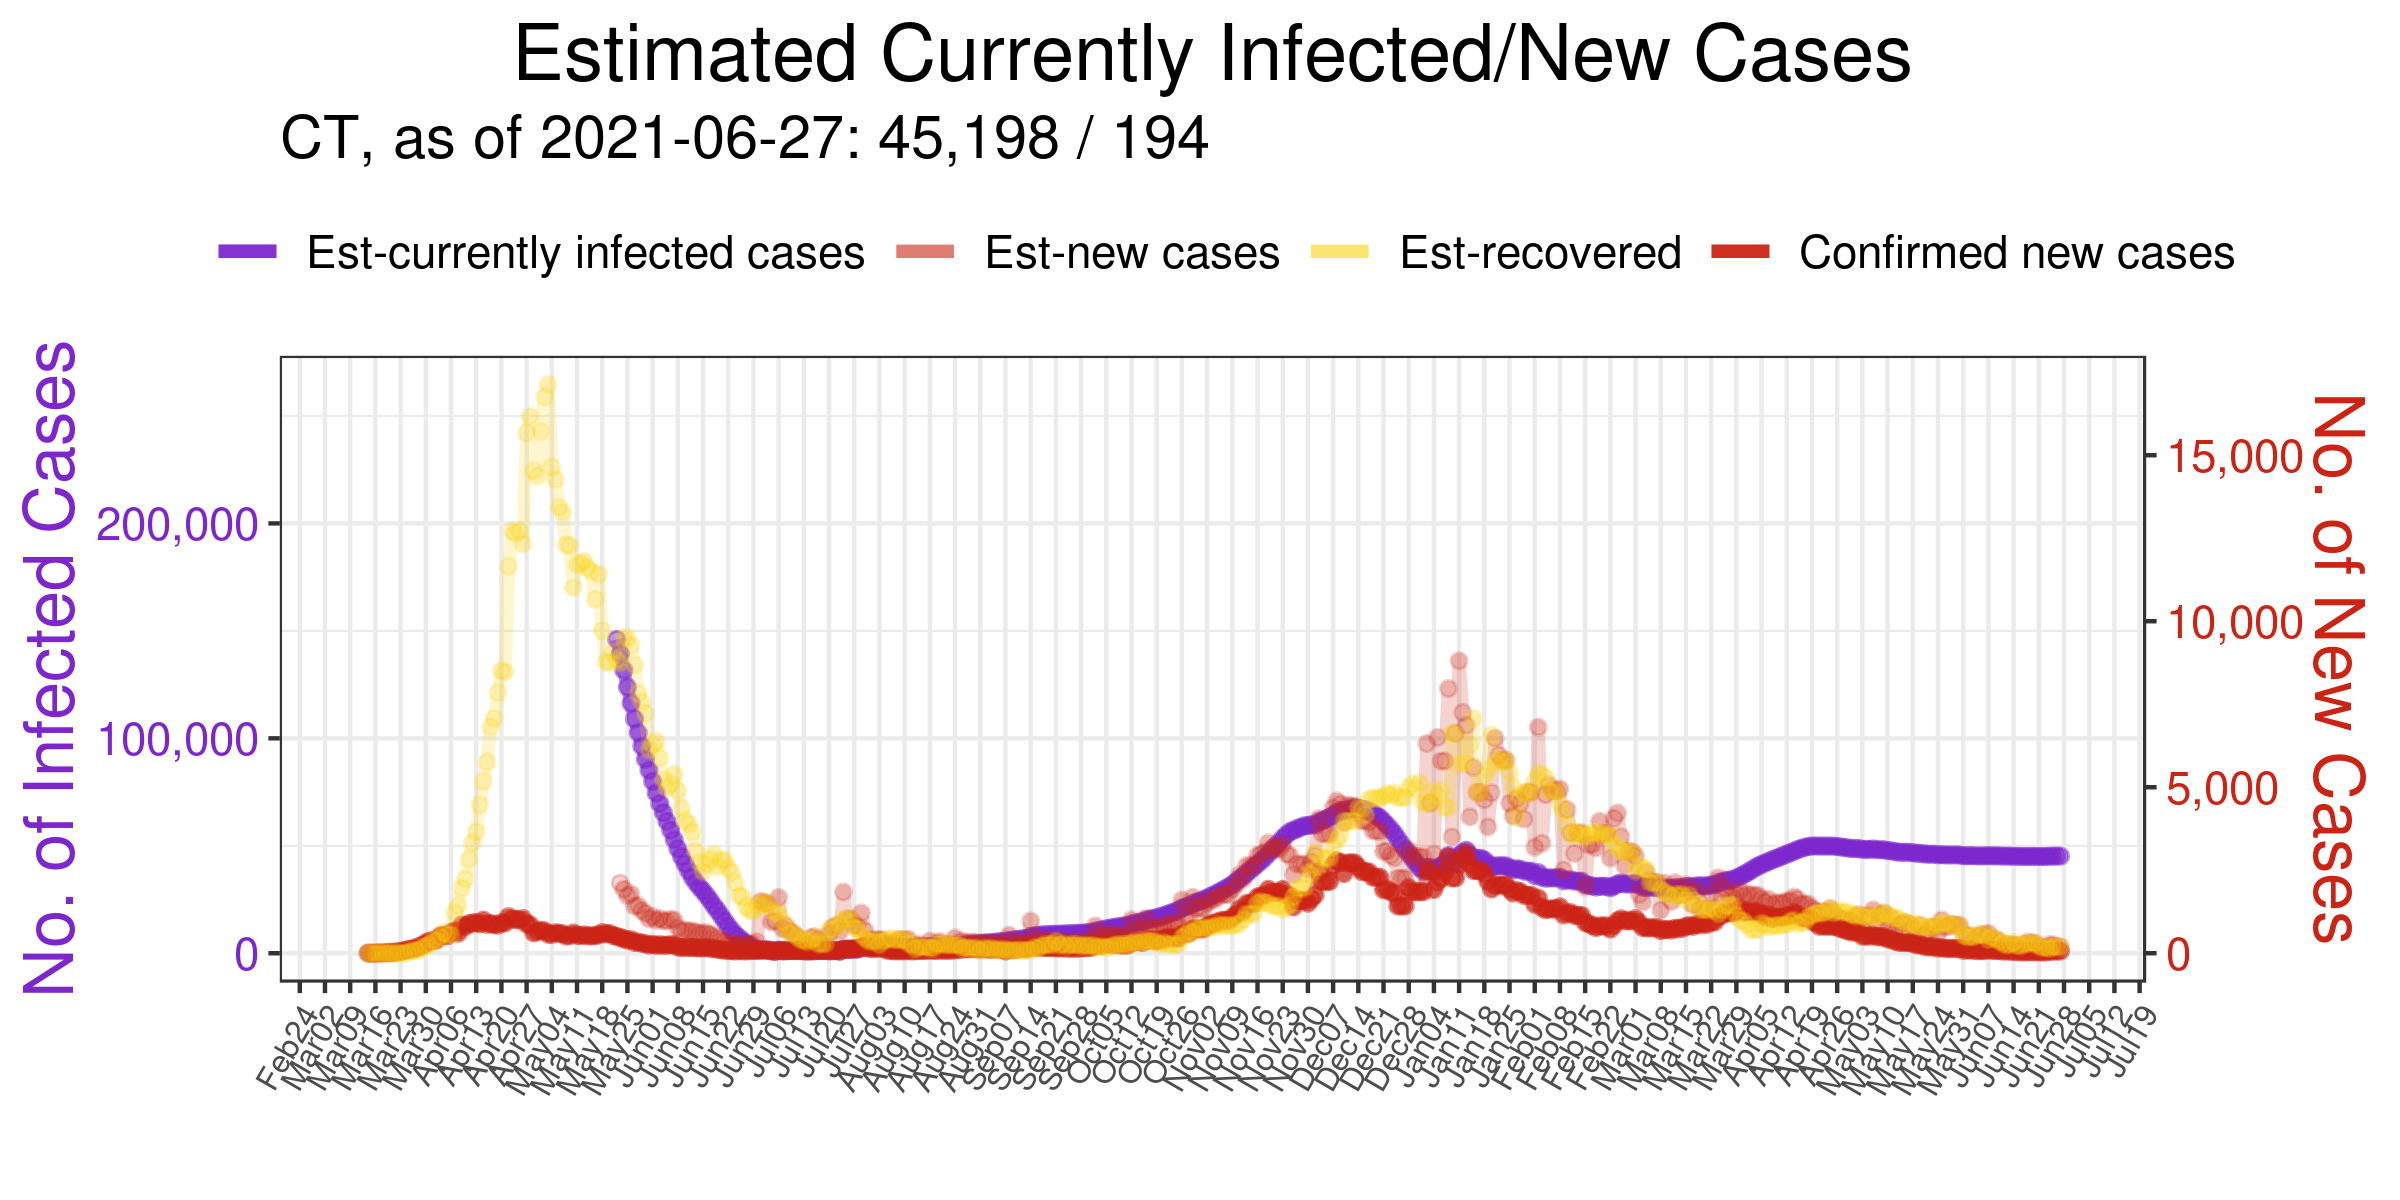 Estimated Currently Infected/New Cases
CT, as of 2021-06-27: 45,198 / 194
Est-currently infected cases Est-new cases Est-recovered Confirmed new cases
No. of Infected Cases
200,000
100,000
0
15,000
10,000
5,000
0
No. of New Cases
Feb24
Mar02
Mar09
Mar16
Mar23
Mar30
Apr06
Apr13
Apr20
Apr27
May04
May11
May18
May25
Jun01
Jun08
Jun15
Jun22
Jun29
Jul06
Jul13
Jul20
Jul27
Aug03
Aug10
Aug17
Aug24
Aug31
Sep07
Sep14
Sep21
Sep28
Oct05
Oct12
Oct19
Oct26
Nov02
Nov09
Nov16
Nov23
Nov30
Dec07
Dec14
Dec21
Dec28
Jan04
Jan11
Jan18
Jan25
Feb01
Feb08
Feb15
Feb22
Mar01
Mar08
Mar15
Mar22
Mar29
Apr05
Apr12
Apr19
Apr26
May03
May10
May17
May24
May31
Jun07
Jun14
Jun21
Jun28
Jul05
Jul12
Jul19